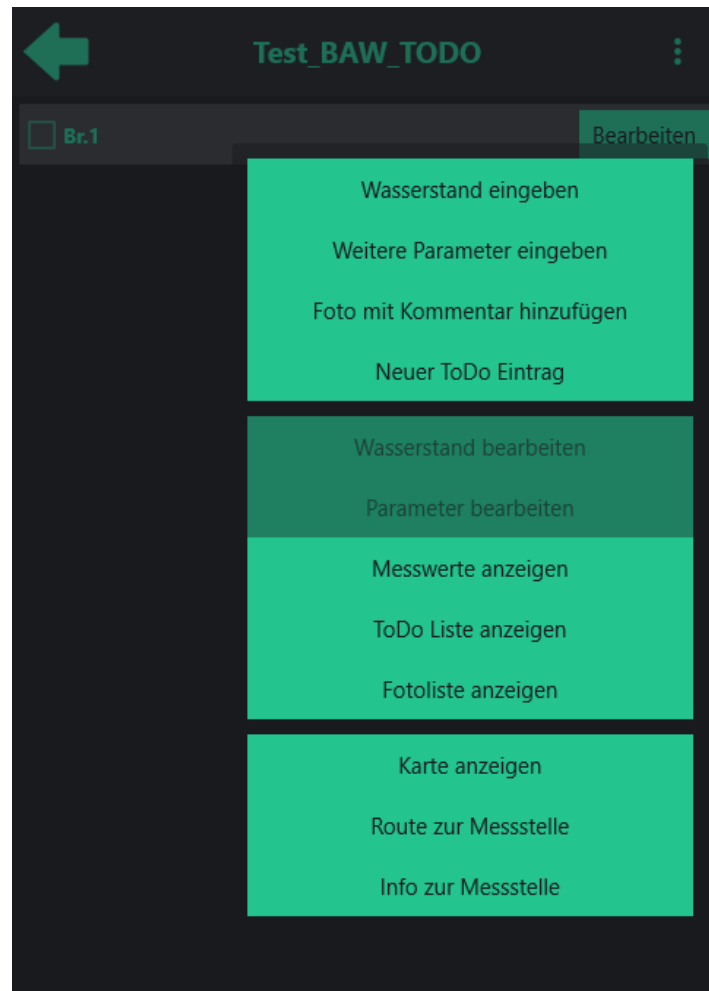 Test_BAW_TODO
Br.1
Bearbeiten
Wasserstand eingeben
Weitere Parameter eingeben
Foto mit Kommentar hinzufügen
Neuer ToDo Eintrag
Wasserstand bearbeiten
Parameter bearbeiten
Messwerte anzeigen
ToDo Liste anzeigen
Fotoliste anzeigen
Karte anzeigen
Route zur Messstelle
Info zur Messstelle